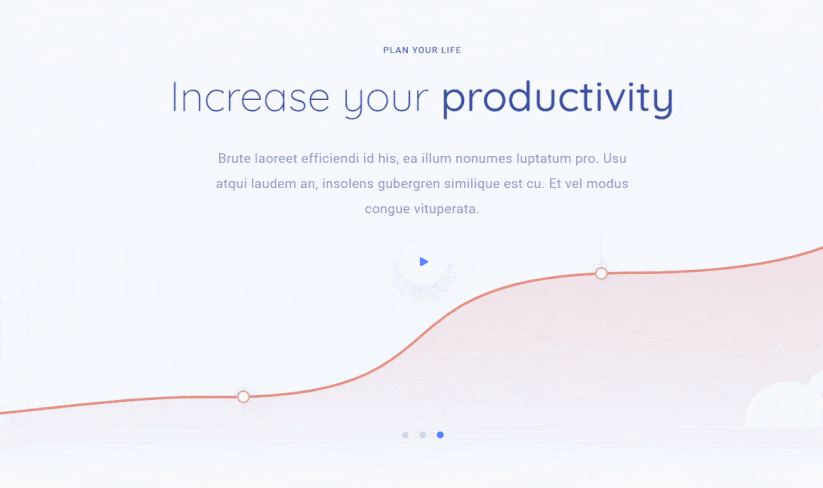 PLAN YOUR LIFE
Increase your productivity
Brute laoreet efficiendi id his, ea illum nonumes luptatum pro. Usu
atqui laudem an, insolens gubergren similique est cu. Et vel modus
congue vituperata.